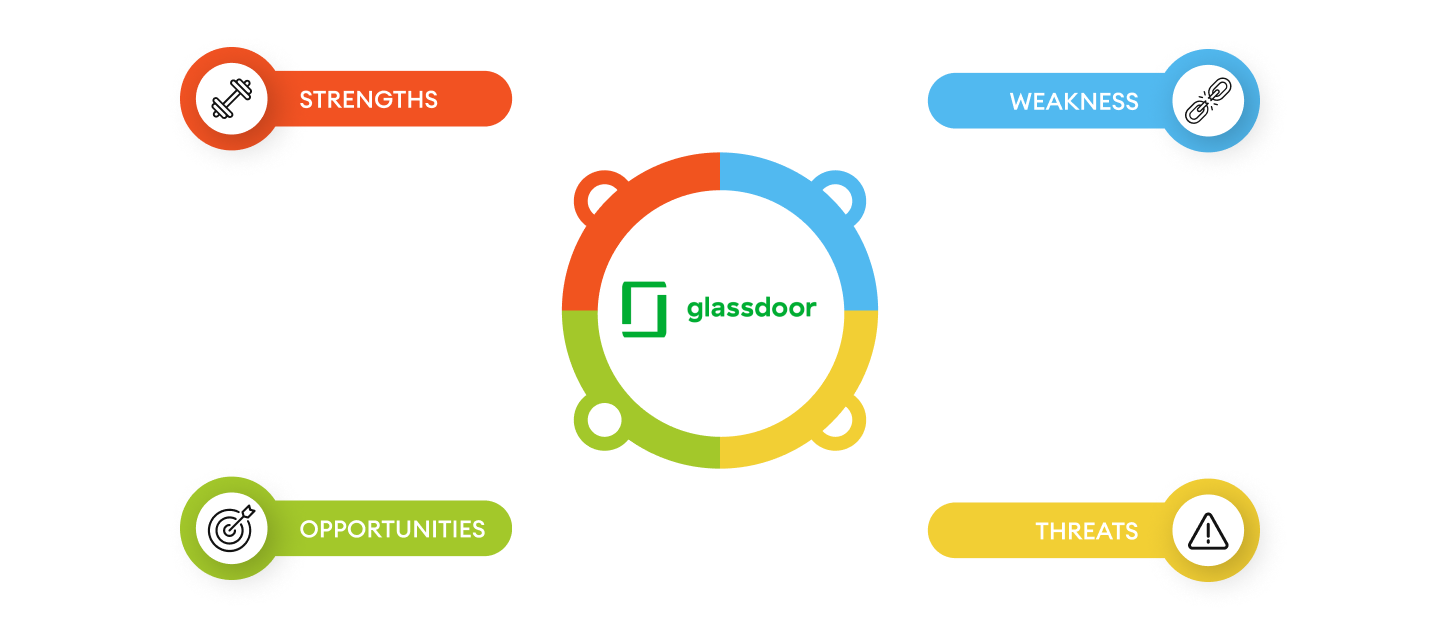 STRENGTHS
WEAKNESS
glassdoor
OPPORTUNITIES
THREATS